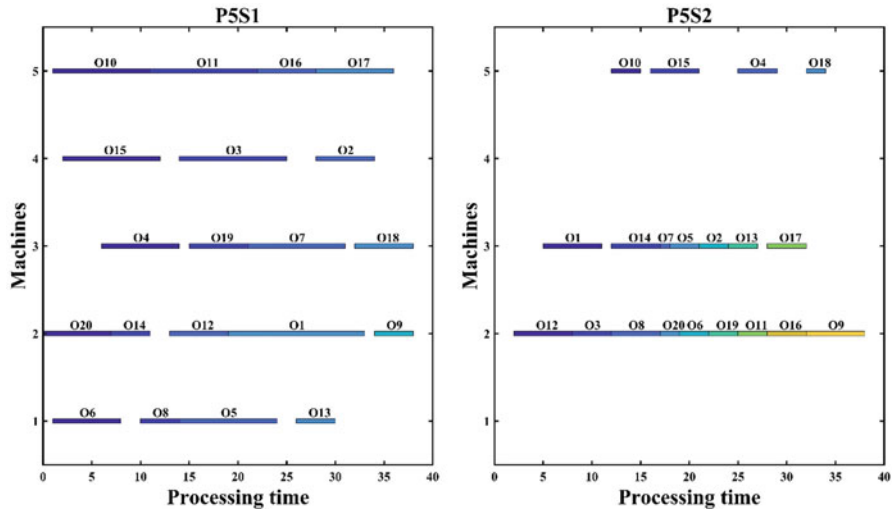 P5S1
O10 O11 O16 O17
5
O15 O3 O2
4
O4 O19 O7 O18
3
O20 O14 O12 O1 O9
2
O6 O8 O5 O13
1
0 5 10 15 20 25 30 35 40
Machines
Processing time
P5S2
O10 O15 O4 O18
5
4
O1 O14 O7 O5 O2 O13 O17
3
O12 O3 O8 O20 O6 O19 O11 O16 O9
2
1
0 5 10 15 20 25 30 35 40
Machines
Processing time